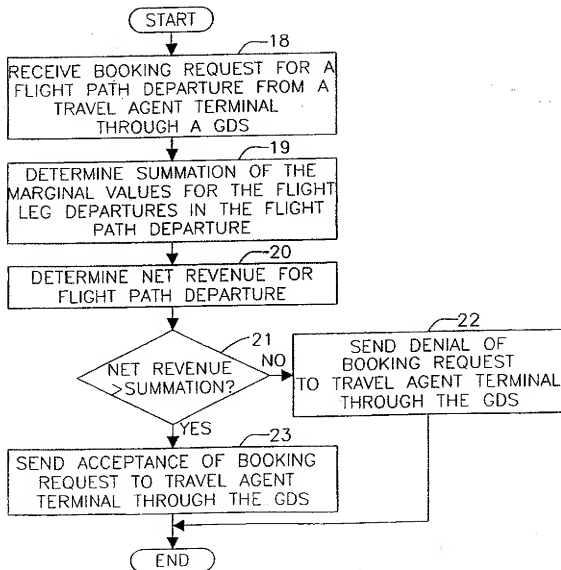 START
18
RECEIVE BOOKING REQUEST FOR A
FLIGHT PATH DEPARTURE FROM A
TRAVEL AGENT TERMINAL
THROUGH A GDS
19
DETERMINE SUMMATION OF THE
MARGINAL VALUES FOR THE FLIGHT
LEG DEPARTURES IN THE FLIGHT
PATH DEPARTURE
20
DETERMINE NET REVENUE FOR
FLIGHT PATH DEPARTURE
21
NET REVENUE
>SUMMATION?
NO
22
SEND DENIAL OF
BOOKING REQUEST
TO TRAVEL AGENT TERMINAL
THROUGH THE GDS
YES
23
SEND ACCEPTANCE OF BOOKING
REQUEST TO TRAVEL AGENT
TERMINAL THROUGH THE GDS
END